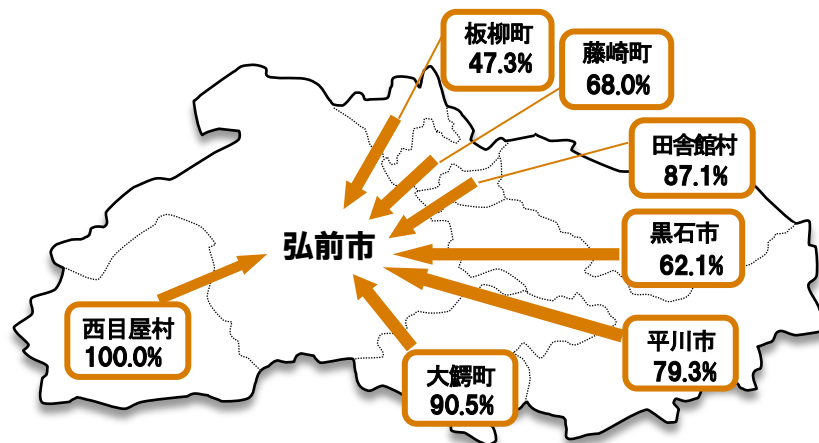 板柳町
47.3%
藤崎町
68.0%
田舎館村
87.1%
黒石市
62.1%
弘前市
西目屋村
100.0%
平川市
79.3%
大鰐町
90.5%